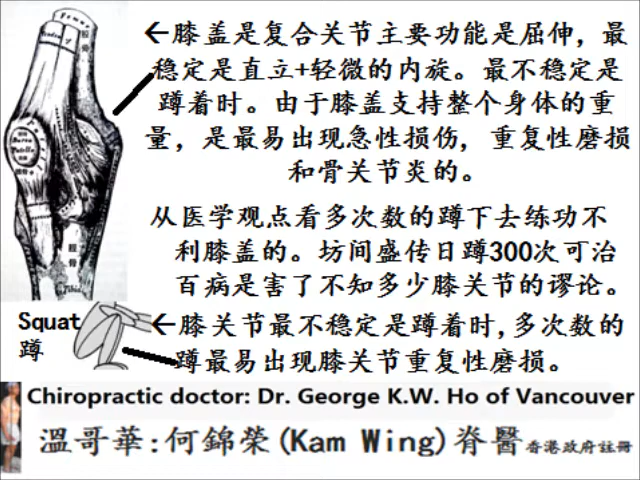 ←膝盖是复合关节主要功能是屈伸，最
稳定是直立+轻微的内旋。最不稳定是
蹲着时。由于膝盖支持整个身体的重
量，是最易出现急性损伤，重复性磨损
和骨关节炎的。
从医学观点看多次数的蹲下去练功不
利膝盖的。坊间盛传日蹲300次可治
百病是害了不知多少膝关节的谬论。
Squat
蹲
←膝关节最不稳定是蹲着时,多次数的
蹲最易出现膝关节重复性磨损。
Chiropractic doctor: Dr. George K.W. Ho of Vancouver
溫哥華:何錦榮(Kam Wing)脊醫香港政府註冊